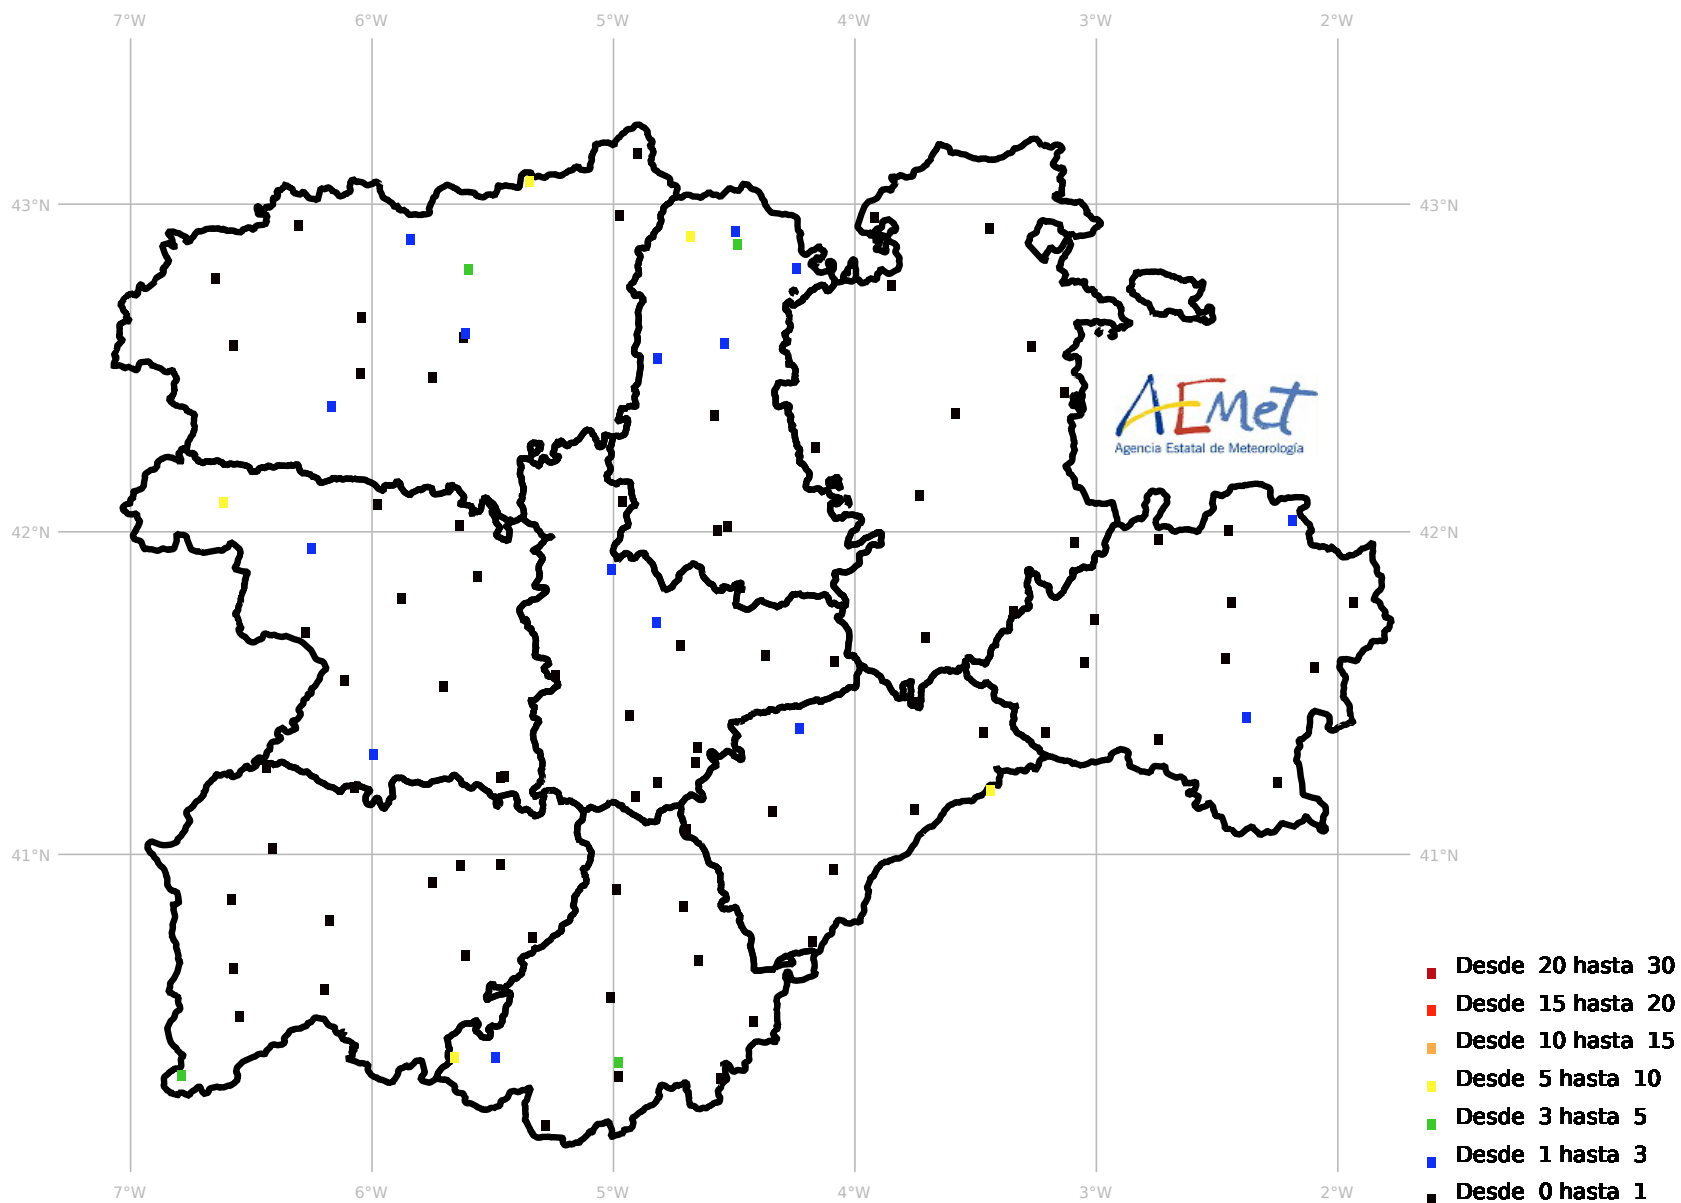 7°W 6°W 5°W 4°W 3°W 2°W
43°N 43°N
AEMet
Agencia Estatal de Meteorología
42°N 42°N
41°N 41°N
Desde 20 hasta 30
Desde 15 hasta 20
Desde 10 hasta 15
Desde 5 hasta 10
Desde 3 hasta 5
Desde 1 hasta 3
Desde 0 hasta 1
7°W 6°W 5°W 4°W 3°W 2°W